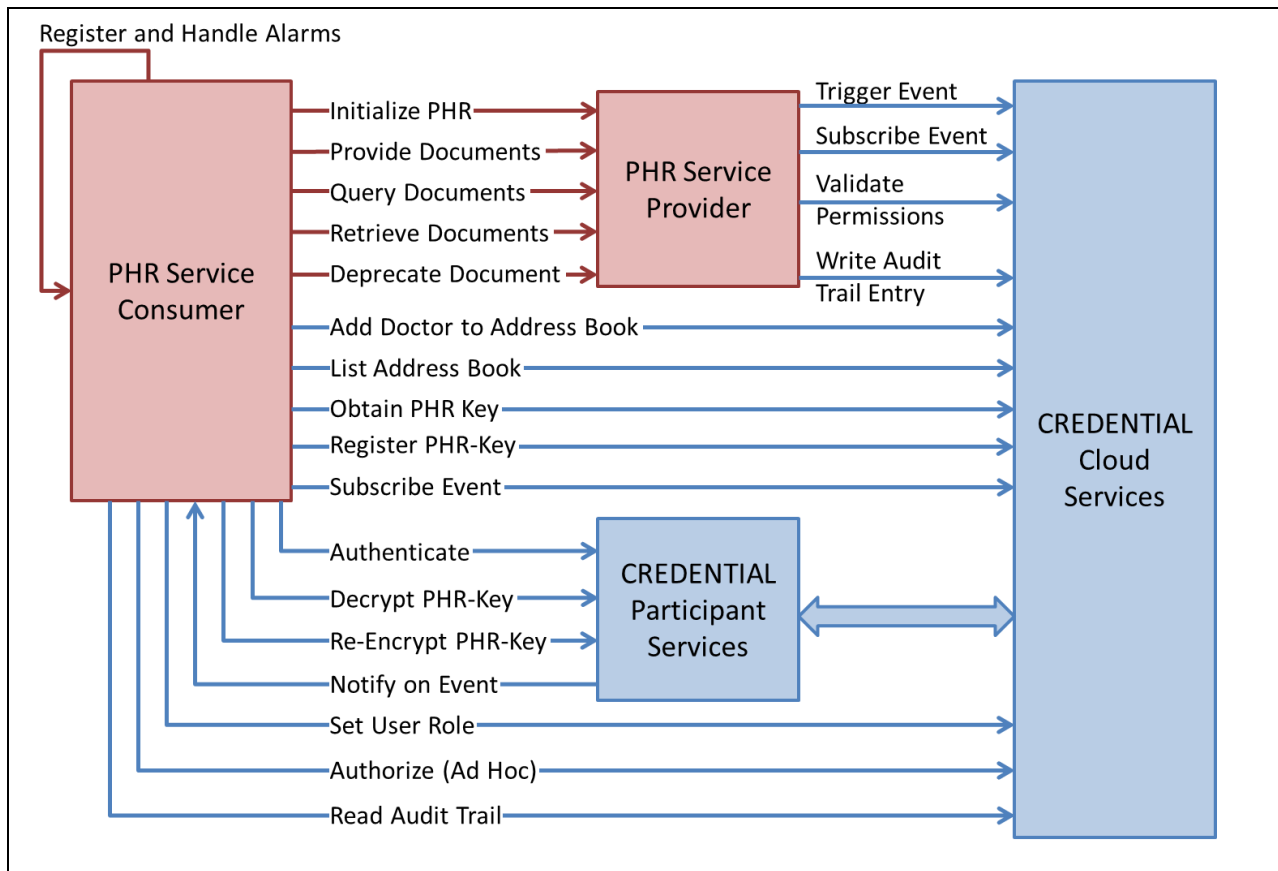 Register and Handle Alarms
PHR Service
Consumer
Initialize PHR
Provide Documents
Query Documents
Retrieve Documents
Deprecate Document
PHR Service
Provider
Trigger Event
Subscribe Event
Validate
Permissions
Write Audit
Trail Entry
Add Doctor to Address Book
List Address Book
Obtain PHR Key
Register PHR-Key
Subscribe Event
CREDENTIAL
Cloud
Services
Authenticate
Decrypt PHR-Key
Re-Encrypt PHR-Key
Notify on Event
CREDENTIAL
Participant
Services
Set User Role
Authorize (Ad Hoc)
Read Audit Trail